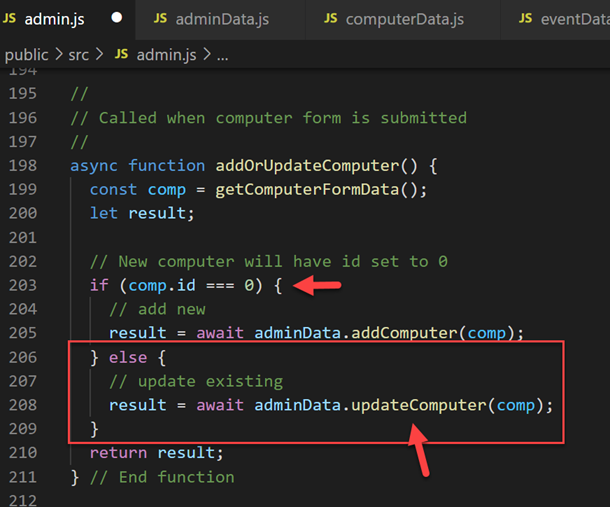 JS admin.js
JS adminData.js
JS computerData.js
JS eventData
public > src > JS admin.js > ...
194
195 //
196 // Called when computer form is submitted
197 //
198 async function addOrUpdateComputer() {
199 const comp = getComputerFormData();
200 let result;
201
202 // New computer will have id set to 0
203 if (comp.id === 0) {
204 // add new
205 result = await adminData.addComputer(comp);
206 } else {
207 // update existing
208 result = await adminData.updateComputer(comp);
209 }
210 return result;
211 } // End function
212